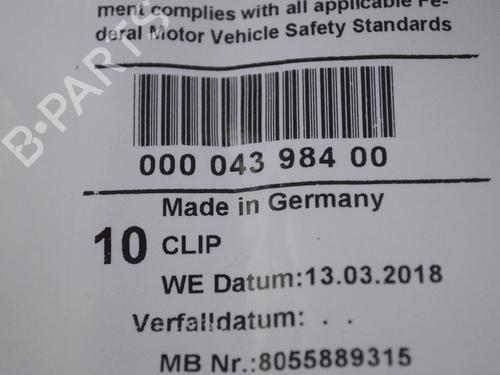 ment complies with all applicable Fe-
deral Motor Vehicle Safety Standards
B-PARTS
000 043 984 00
Made in Germany
10 CLIP
WE Datum:13.03.2018
Verfalldatum: . .
MB Nr.:8055889315